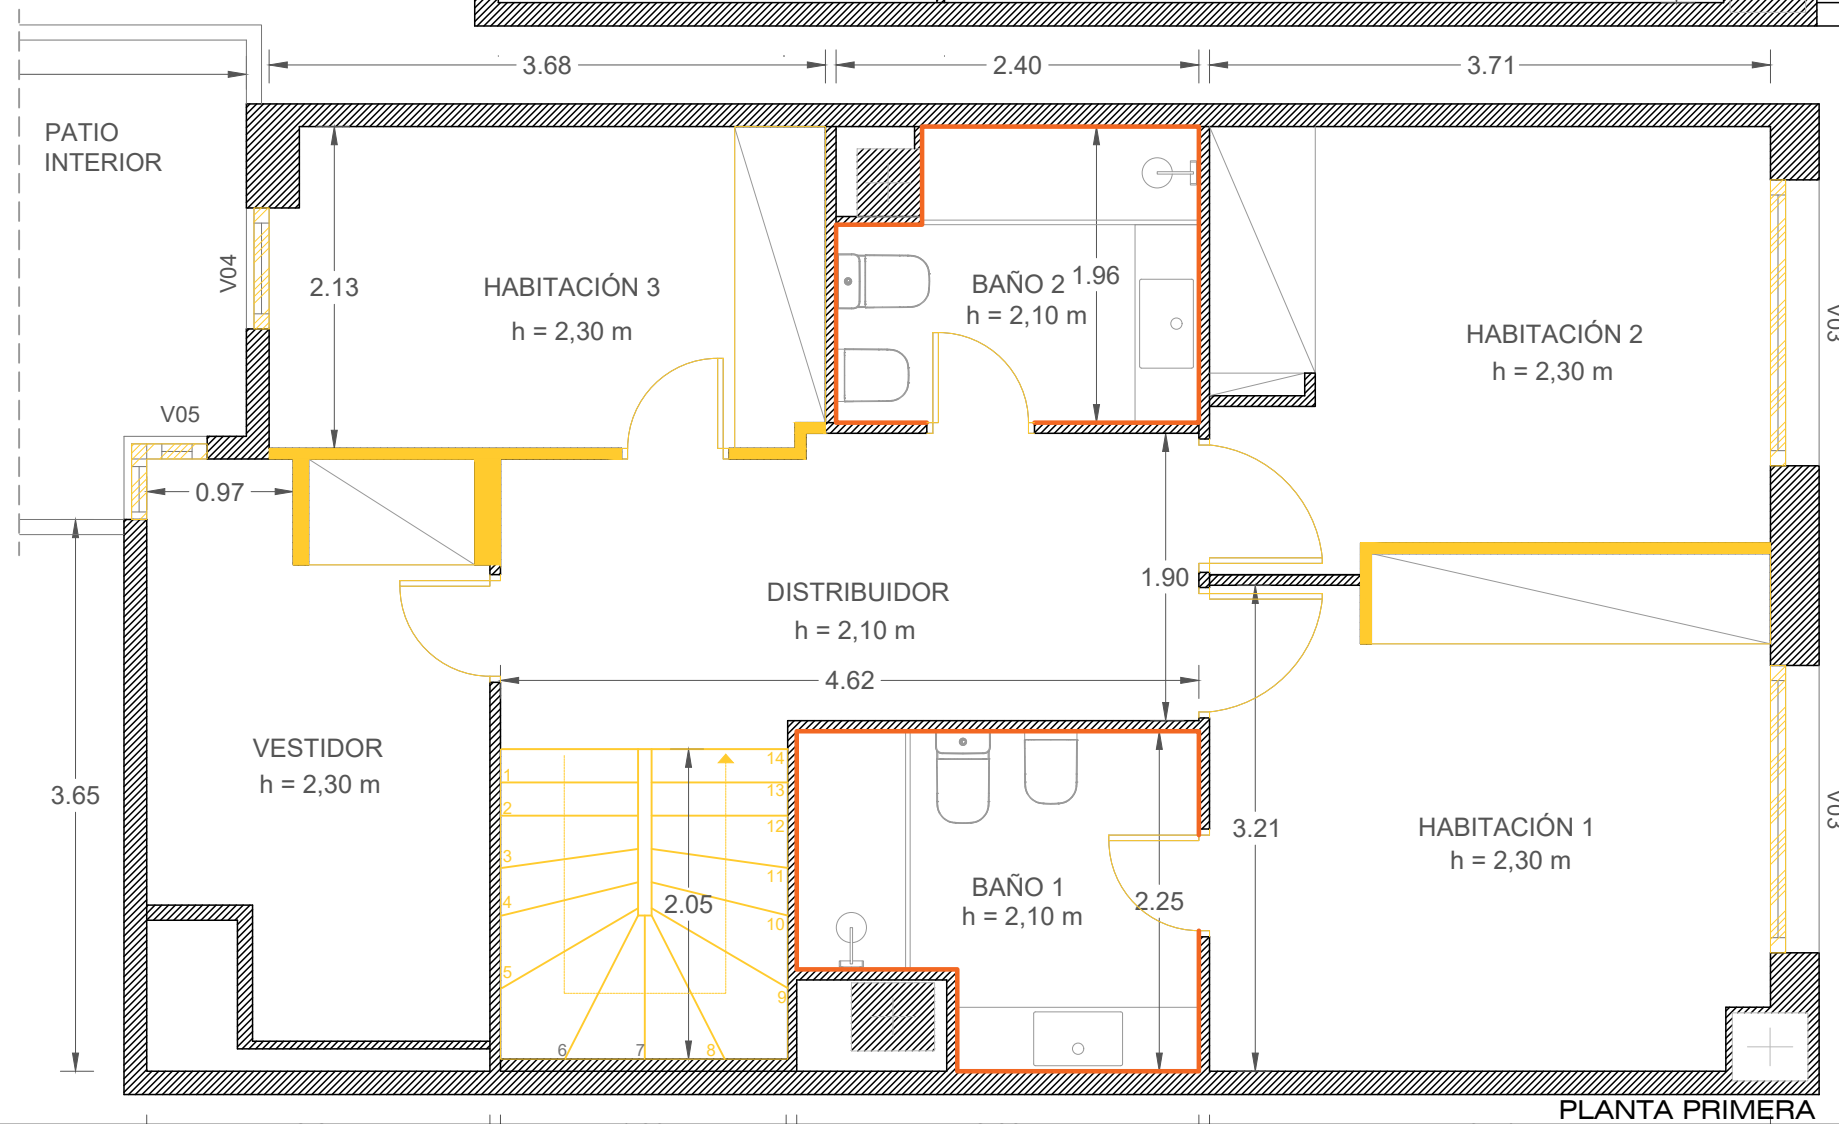 3.68
2.40
3.71
PATIO
INTERIOR
V04
2.13
HABITACIÓN 3
h = 2,30 m
BAÑO 2
1.96
h = 2,10 m
HABITACIÓN 2
h = 2,30 m
V03
V05
0.97
DISTRIBUIDOR
h = 2,10 m
1.90
4.62
VESTIDOR
h = 2,30 m
3.65
1
2
3
4
5
6
7
8
9
10
11
12
13
14
2.05
BAÑO 1
h = 2,10 m
2.25
3.21
HABITACIÓN 1
h = 2,30 m
V03
PLANTA PRIMERA